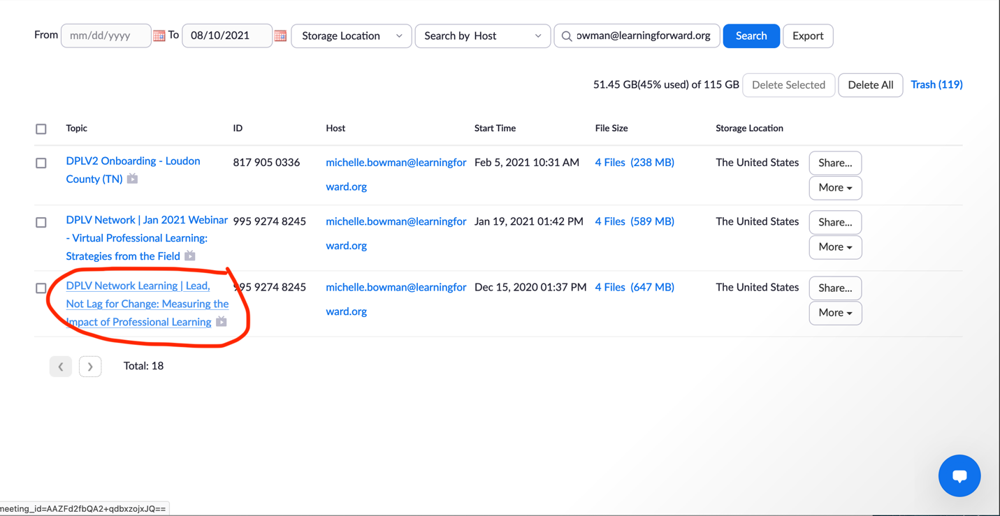 From mm/dd/yyyy To 08/10/2021 Storage Location Search by Host owman@learningforward.org Search Export
51.45 GB(45% used) of 115 GB Delete Selected Delete All Trash (119)
Topic ID Host Start Time File Size Storage Location
DPLV2 Onboarding - Loudon 817 905 0336 michelle.bowman@learningfor Feb 5, 2021 10:31 AM 4 Files (238 MB) The United States Share...
County (TN) ward.org More
DPLV Network | Jan 2021 Webinar 995 9274 8245 michelle.bowman@learningfor Jan 19, 2021 01:42 PM 4 Files (589 MB) The United States Share...
- Virtual Professional Learning: ward.org More
Strategies from the Field
DPLV Network Learning | Lead, 995 9274 8245 michelle.bowman@learningfor Dec 15, 2020 01:37 PM 4 Files (647 MB) The United States Share...
Not Lag for Change: Measuring the ward.org More
Impact of Professional Learning
Total: 18
meeting_id=AAZFd2fbQA2+qdbxzojxJQ==